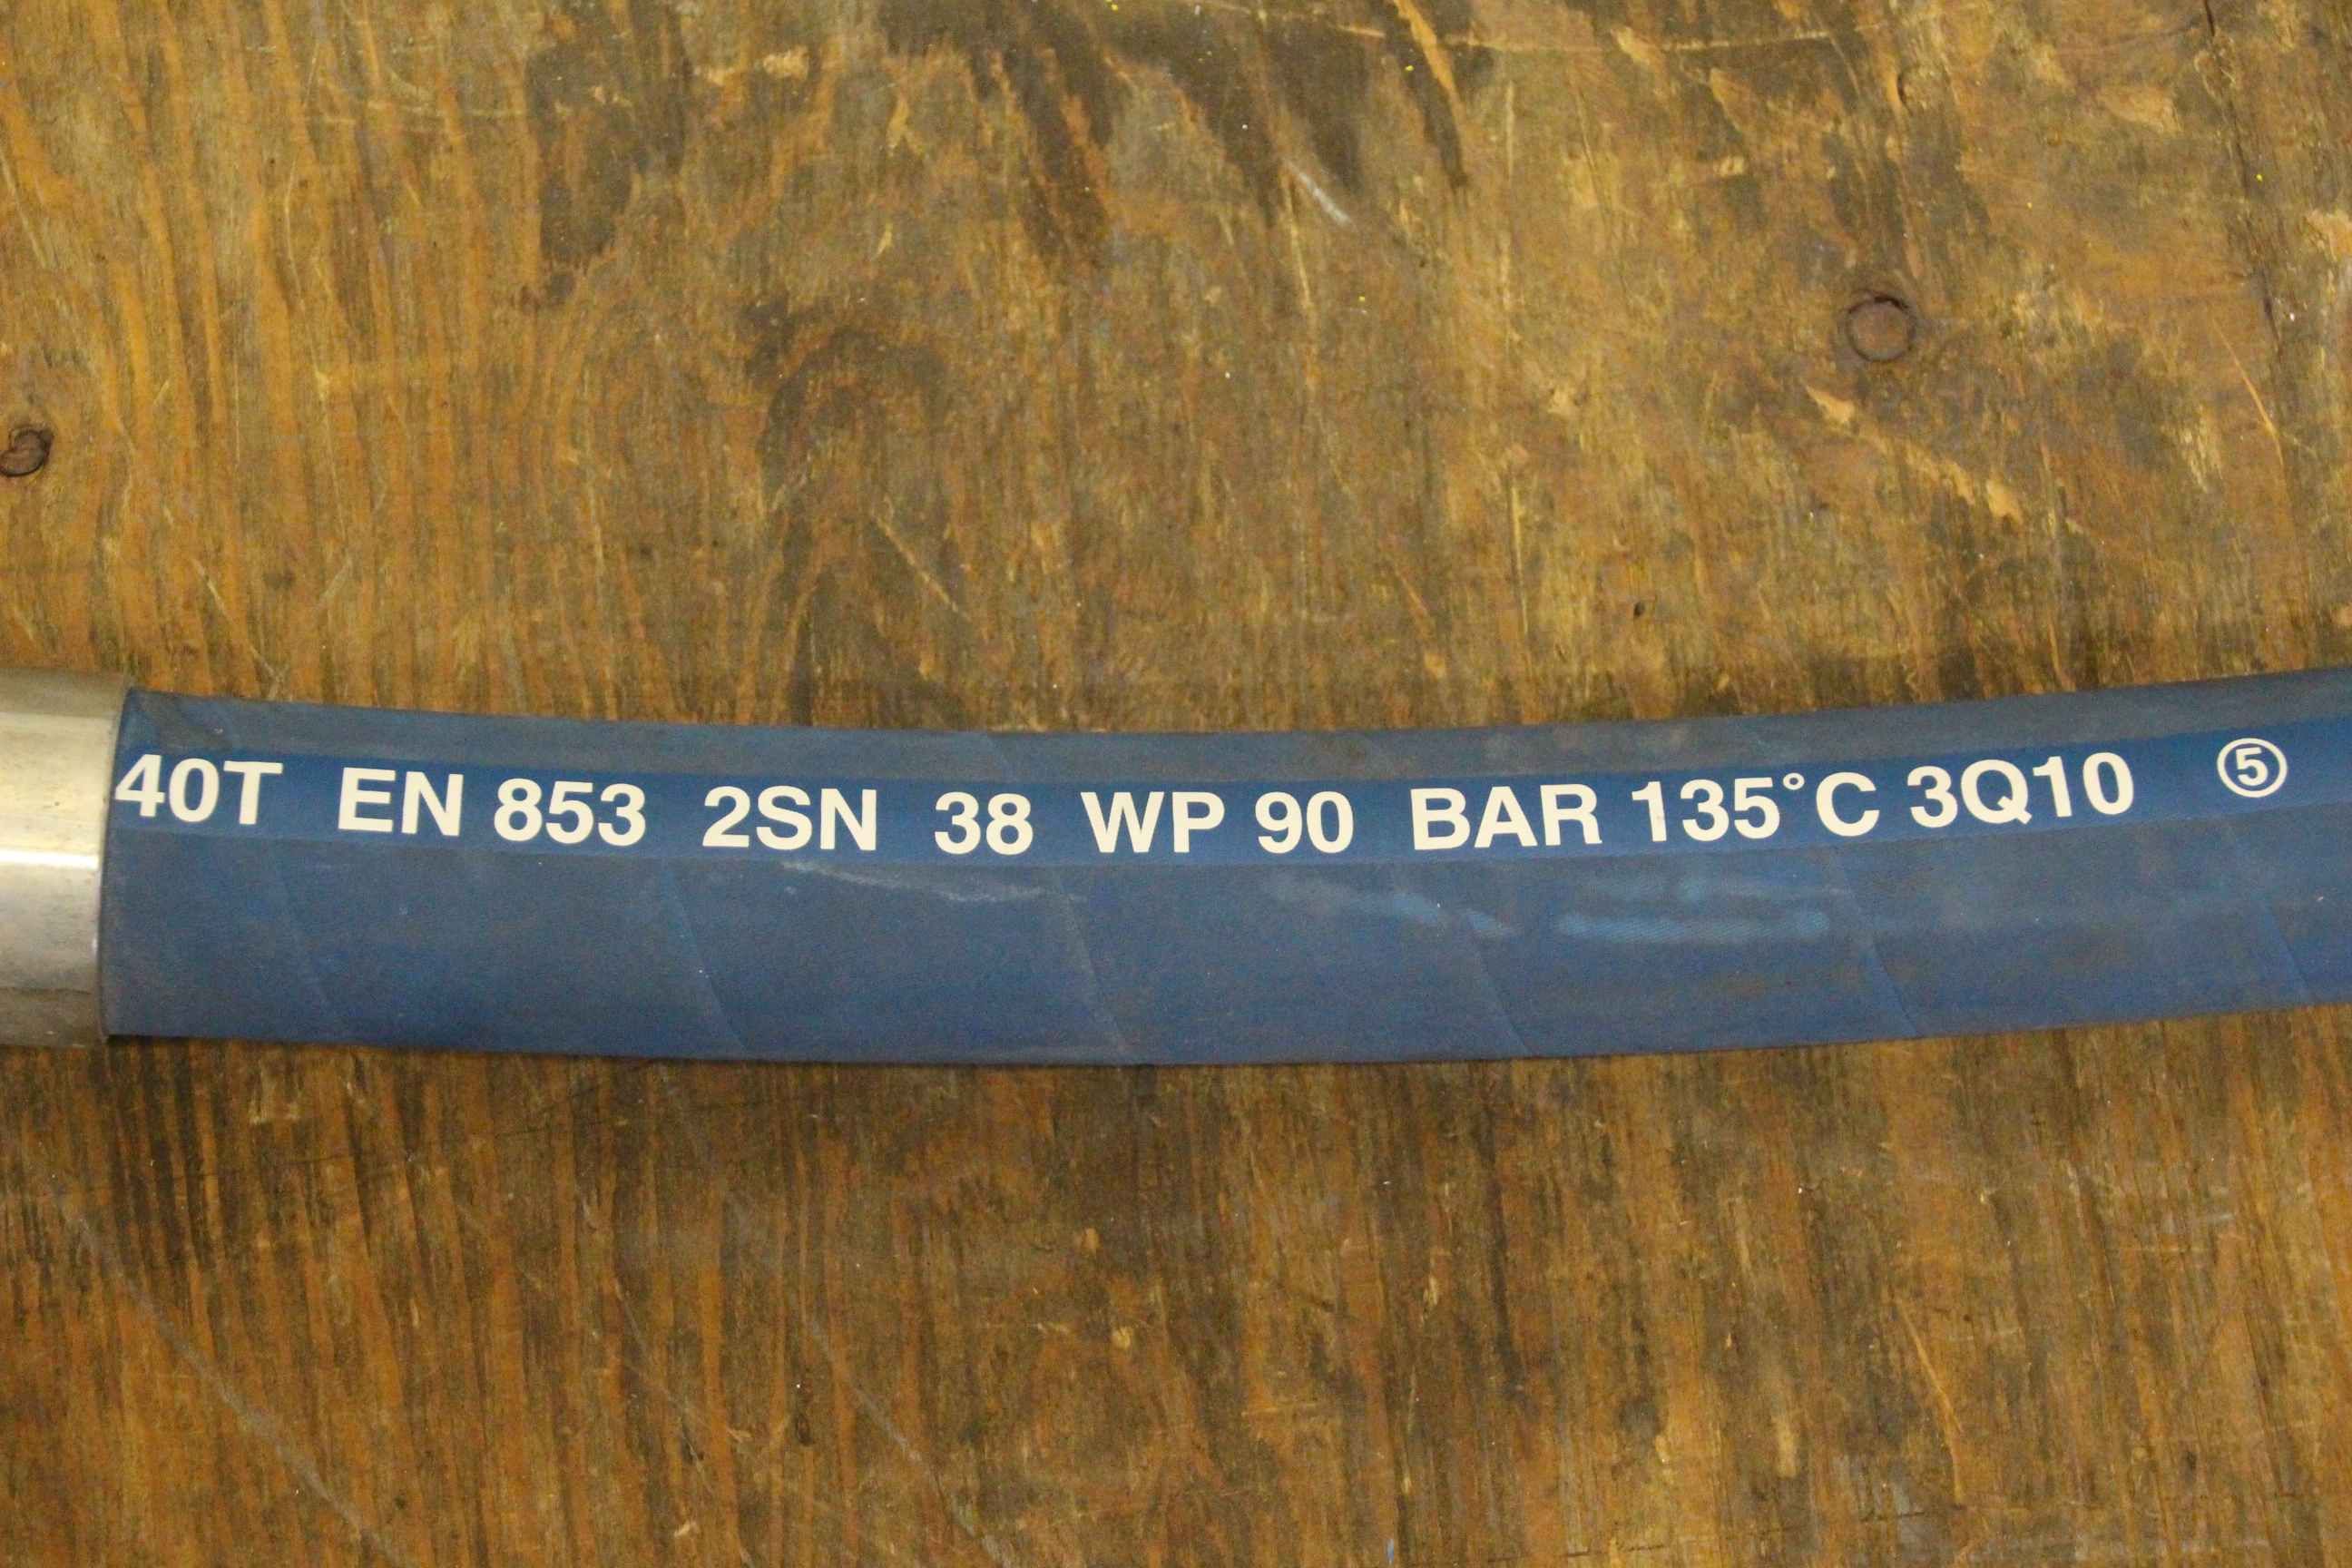 40T EN 853 2SN 38 WP 90 BAR 135°C 3Q10 ⑤